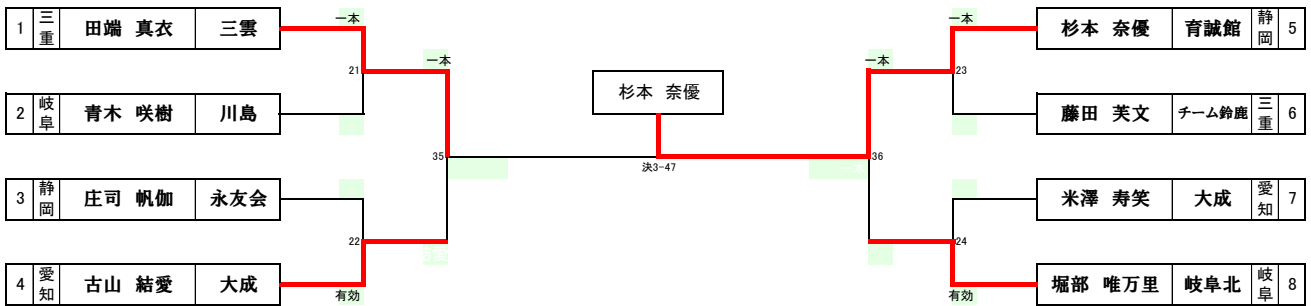 1 三重 田端 真衣 三雲
一本
21
一本
2 岐阜 青木 咲樹 川島
35
3 静岡 庄司 帆伽 永友会
22
4 愛知 古山 結愛 大成
有効
杉本 奈優
決3-47
一本
杉本 奈優 育誠館 静岡 5
一本
23
藤田 芙文 チーム鈴鹿 三重 6
36
米澤 寿笑 大成 愛知 7
24
堀部 唯万里 岐阜北 岐阜 8
有効